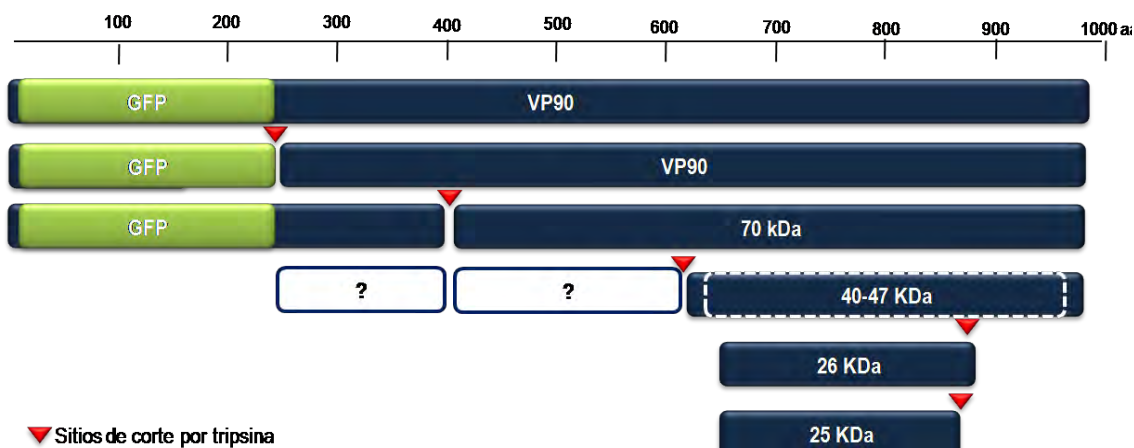 100 200 300 400 500 600 700 800 900 1000 aa
GFP VP90
GFP VP90
GFP 70 kDa
? ? 40-47 KDa
26 KDa
25 KDa
Sitios de corte por tripsina